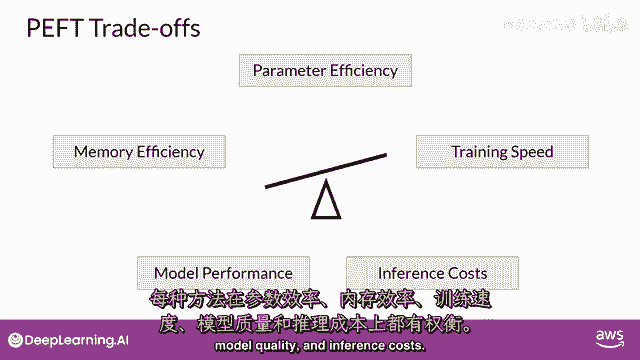 PEFT Trade-offs
Parameter Efficiency
Memory Efficiency
Training Speed
Model Performance
Inference Costs
每种方法在参数效率、内存效率、训练速
度、模型质量和推理成本上都有权衡。
model quality, and inference costs.
DeepLearning.AI
aws